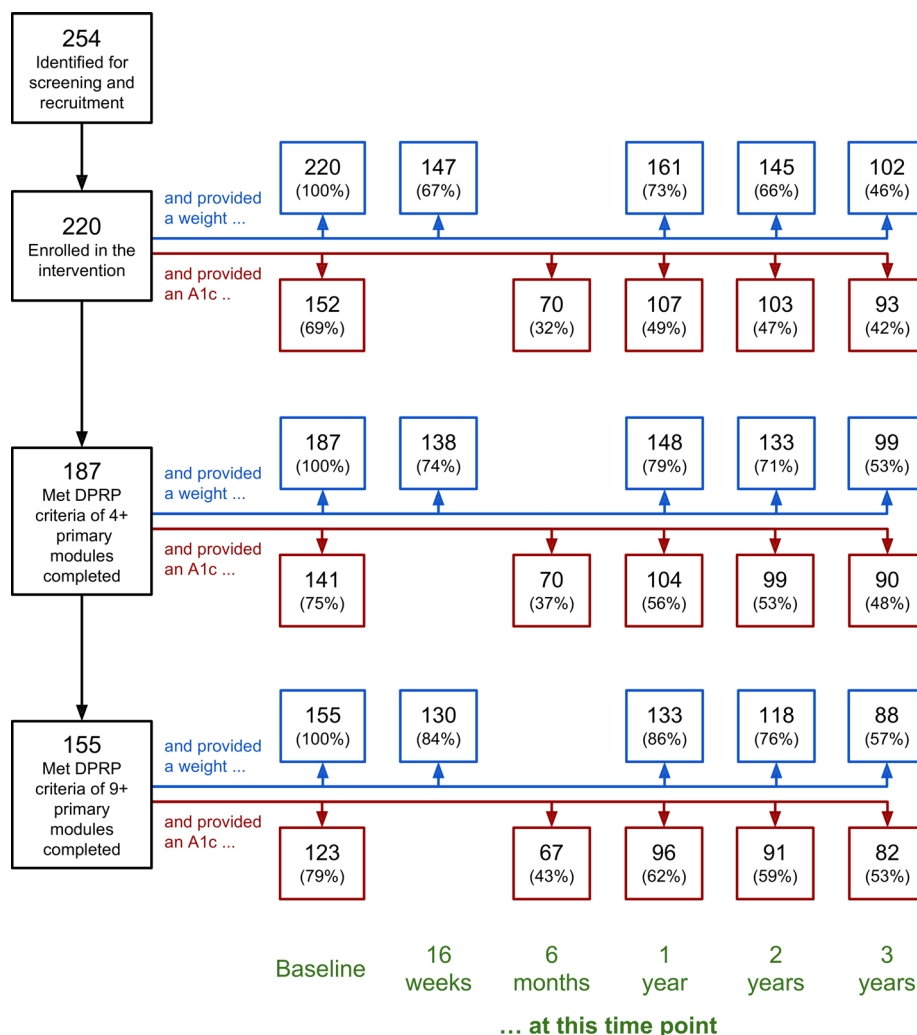 254
Identified for
screening and
recruitment
220
(100%)
147
(67%)
161
(73%)
145
(66%)
102
(46%)
and provided
a weight ...
220
Enrolled in the
intervention
and provided
an A1c ..
152
(69%)
70
(32%)
107
(49%)
103
(47%)
93
(42%)
187
(100%)
138
(74%)
148
(79%)
133
(71%)
99
(53%)
and provided
a weight ...
187
Met DPRP
criteria of 4+
primary
modules
completed
and provided
an A1c ...
141
(75%)
70
(37%)
104
(56%)
99
(53%)
90
(48%)
155
(100%)
130
(84%)
133
(86%)
118
(76%)
88
(57%)
and provided
a weight ...
155
Met DPRP
criteria of 9+
primary
modules
completed
and provided
an A1c ...
123
(79%)
67
(43%)
96
(62%)
91
(59%)
82
(53%)
Baseline
16
weeks
6
months
1
year
2
years
3
years
... at this time point